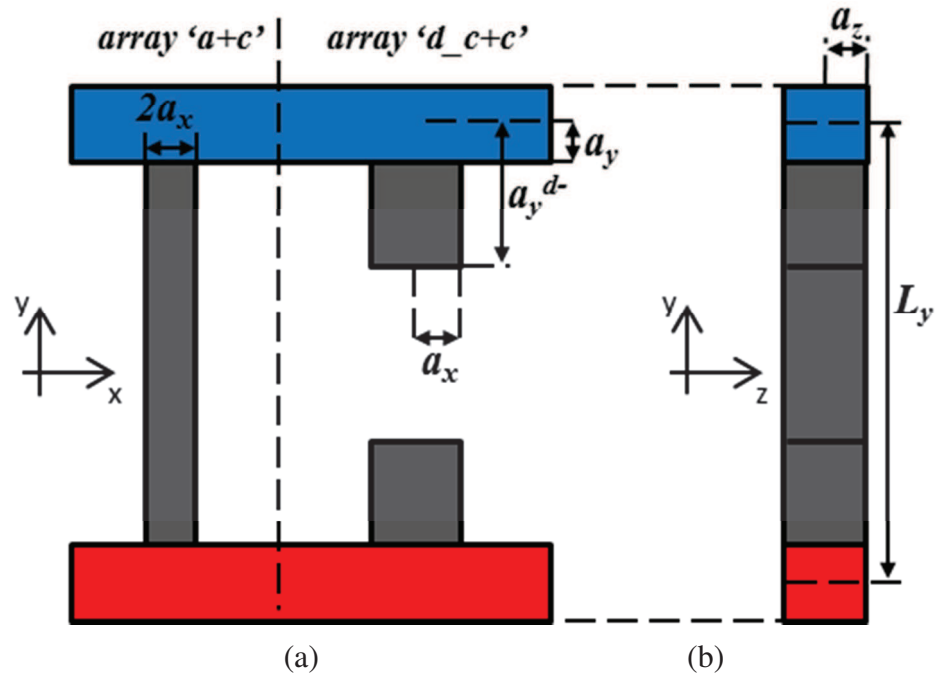 array ‘a+c’ array ‘d_c+c’
a_z
2a_x
a_y
a_y^{d-}
L_y
y
x
a_x
y
z
(a) (b)